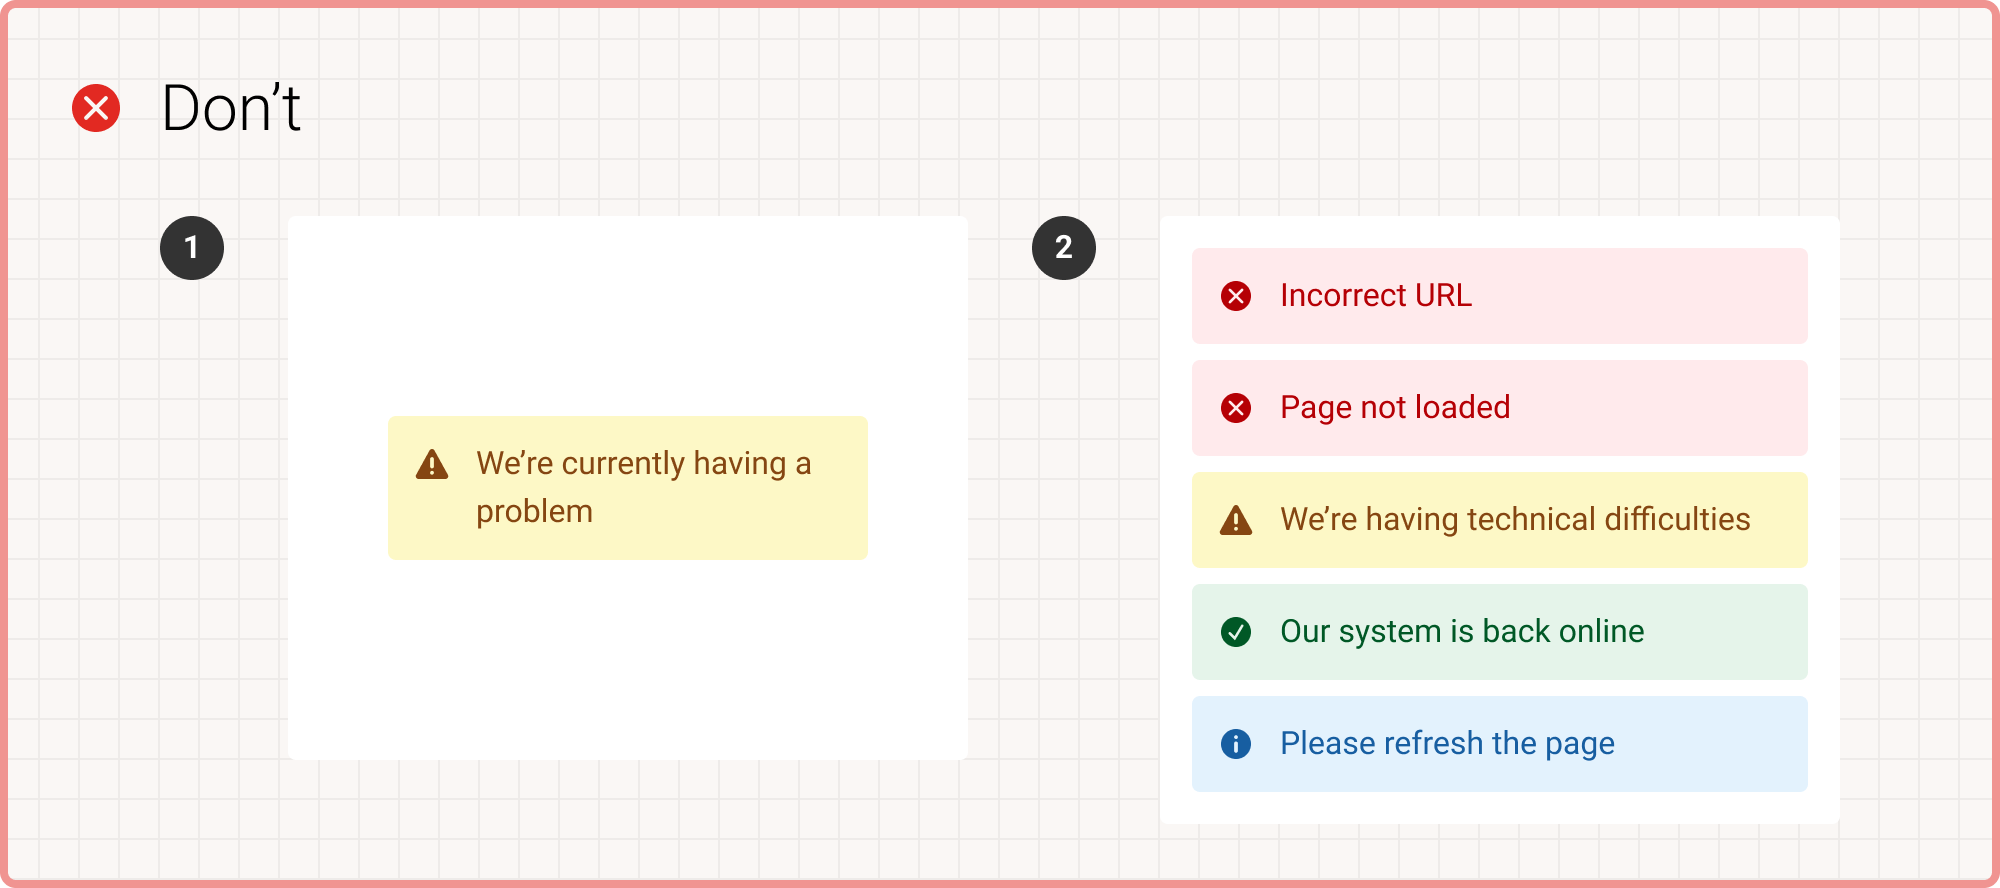 Don’t
1
We’re currently having a
problem
2
Incorrect URL
Page not loaded
We’re having technical difficulties
Our system is back online
Please refresh the page